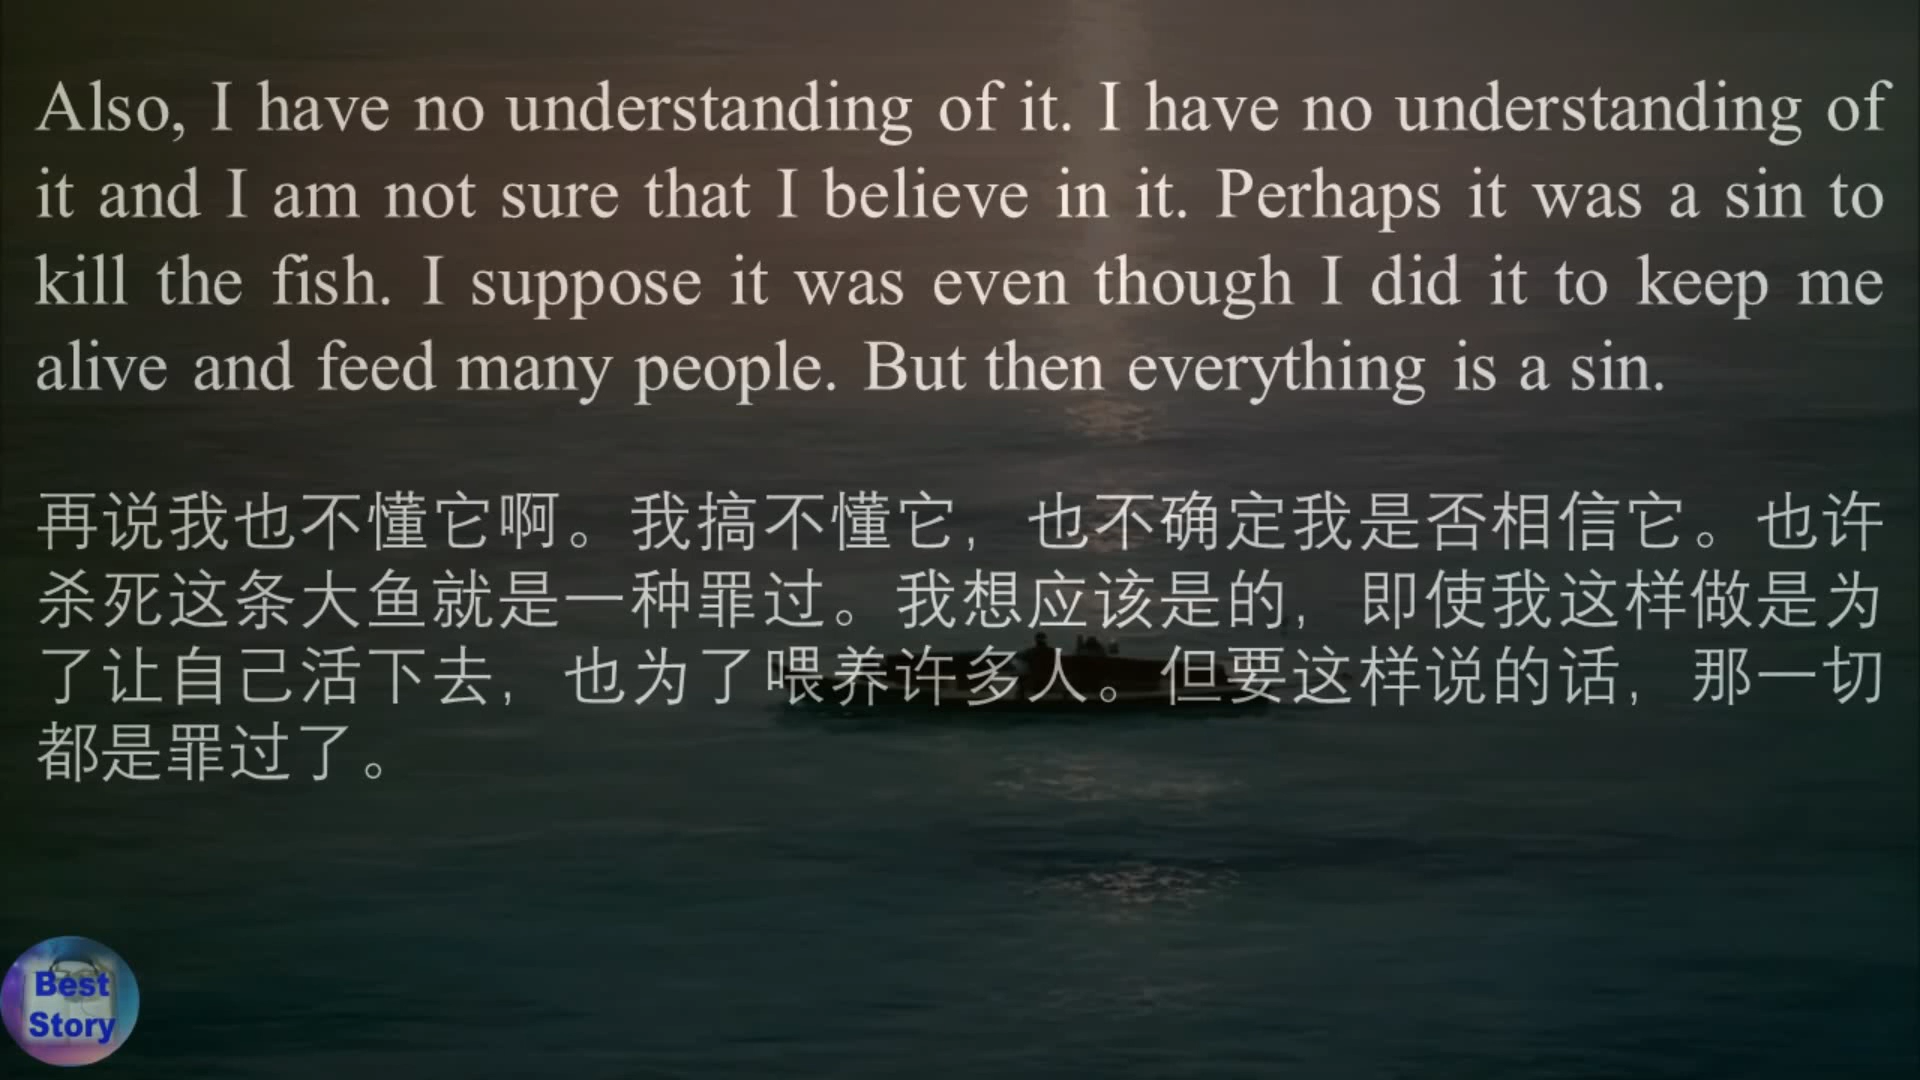 Also, I have no understanding of it. I have no understanding of
it and I am not sure that I believe in it. Perhaps it was a sin to
kill the fish. I suppose it was even though I did it to keep me
alive and feed many people. But then everything is a sin.
再说我也不懂它啊。我搞不懂它，也不确定我是否相信它。也许
杀死这条大鱼就是一种罪过。我想应该是的，即使我这样做是为
了让自己活下去，也为了喂养许多人。但要这样说的话，那一切
都是罪过了。
Best
Story